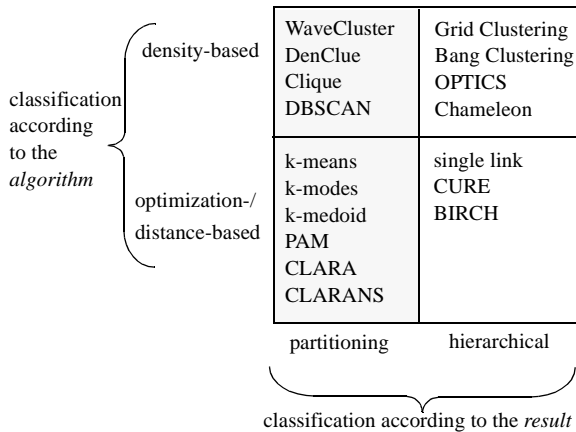 density-based
WaveCluster
DenClue
Clique
DBSCAN
Grid Clustering
Bang Clustering
OPTICS
Chameleon
classification
according
to the
algorithm
optimization-/
distance-based
k-means
k-modes
k-medoid
PAM
CLARA
CLARANS
single link
CURE
BIRCH
partitioning
hierarchical
classification according to the result